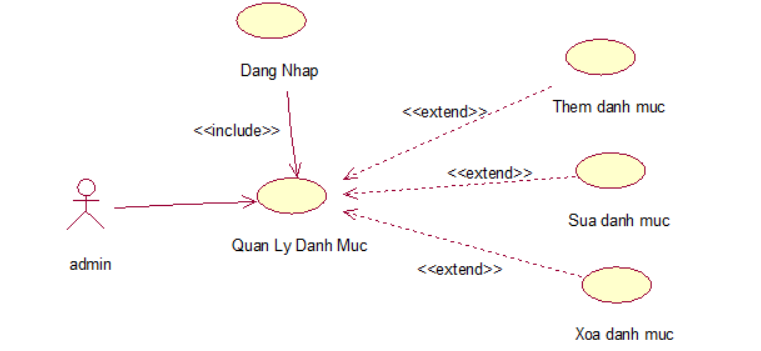 Dang Nhap
<<include>>
admin
Quan Ly Danh Muc
<<extend>>
Them danh muc
<<extend>>
Sua danh muc
<<extend>>
Xoa danh muc